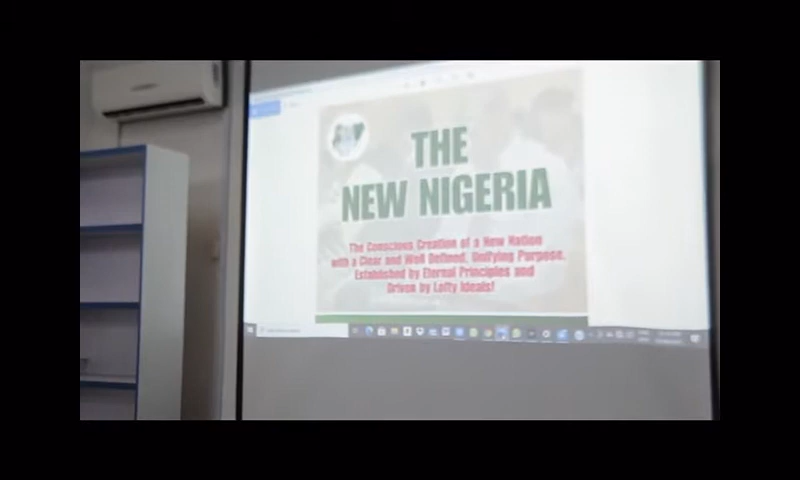 THE
NEW NIGERIA
The Conscious Creation of a New Nation
with a Clear and Well Defined, Unifying Purpose,
Established by Eternal Principles and
Driven by Lofty Ideals!